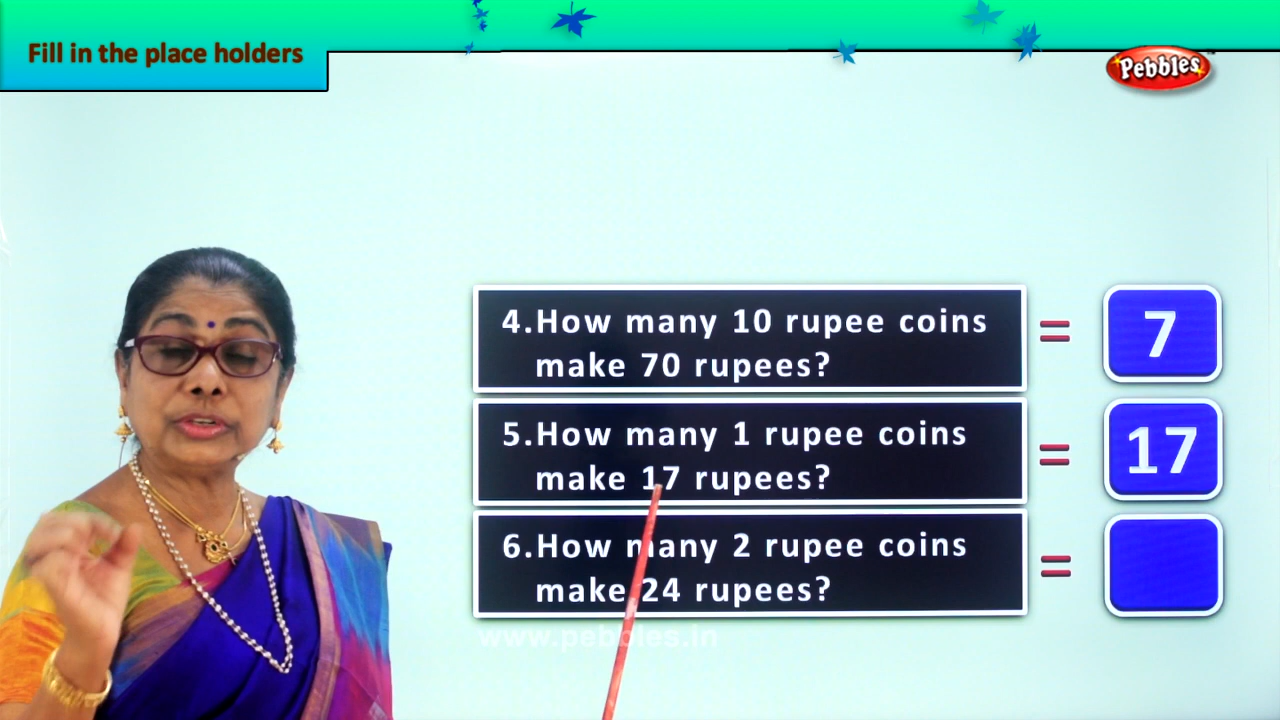 Fill in the place holders
Pebbles
4.How many 10 rupee coins
make 70 rupees?
= 7
5.How many 1 rupee coins
make 17 rupees?
= 17
6.How many 2 rupee coins
make 24 rupees?
=
www.pebbles.in